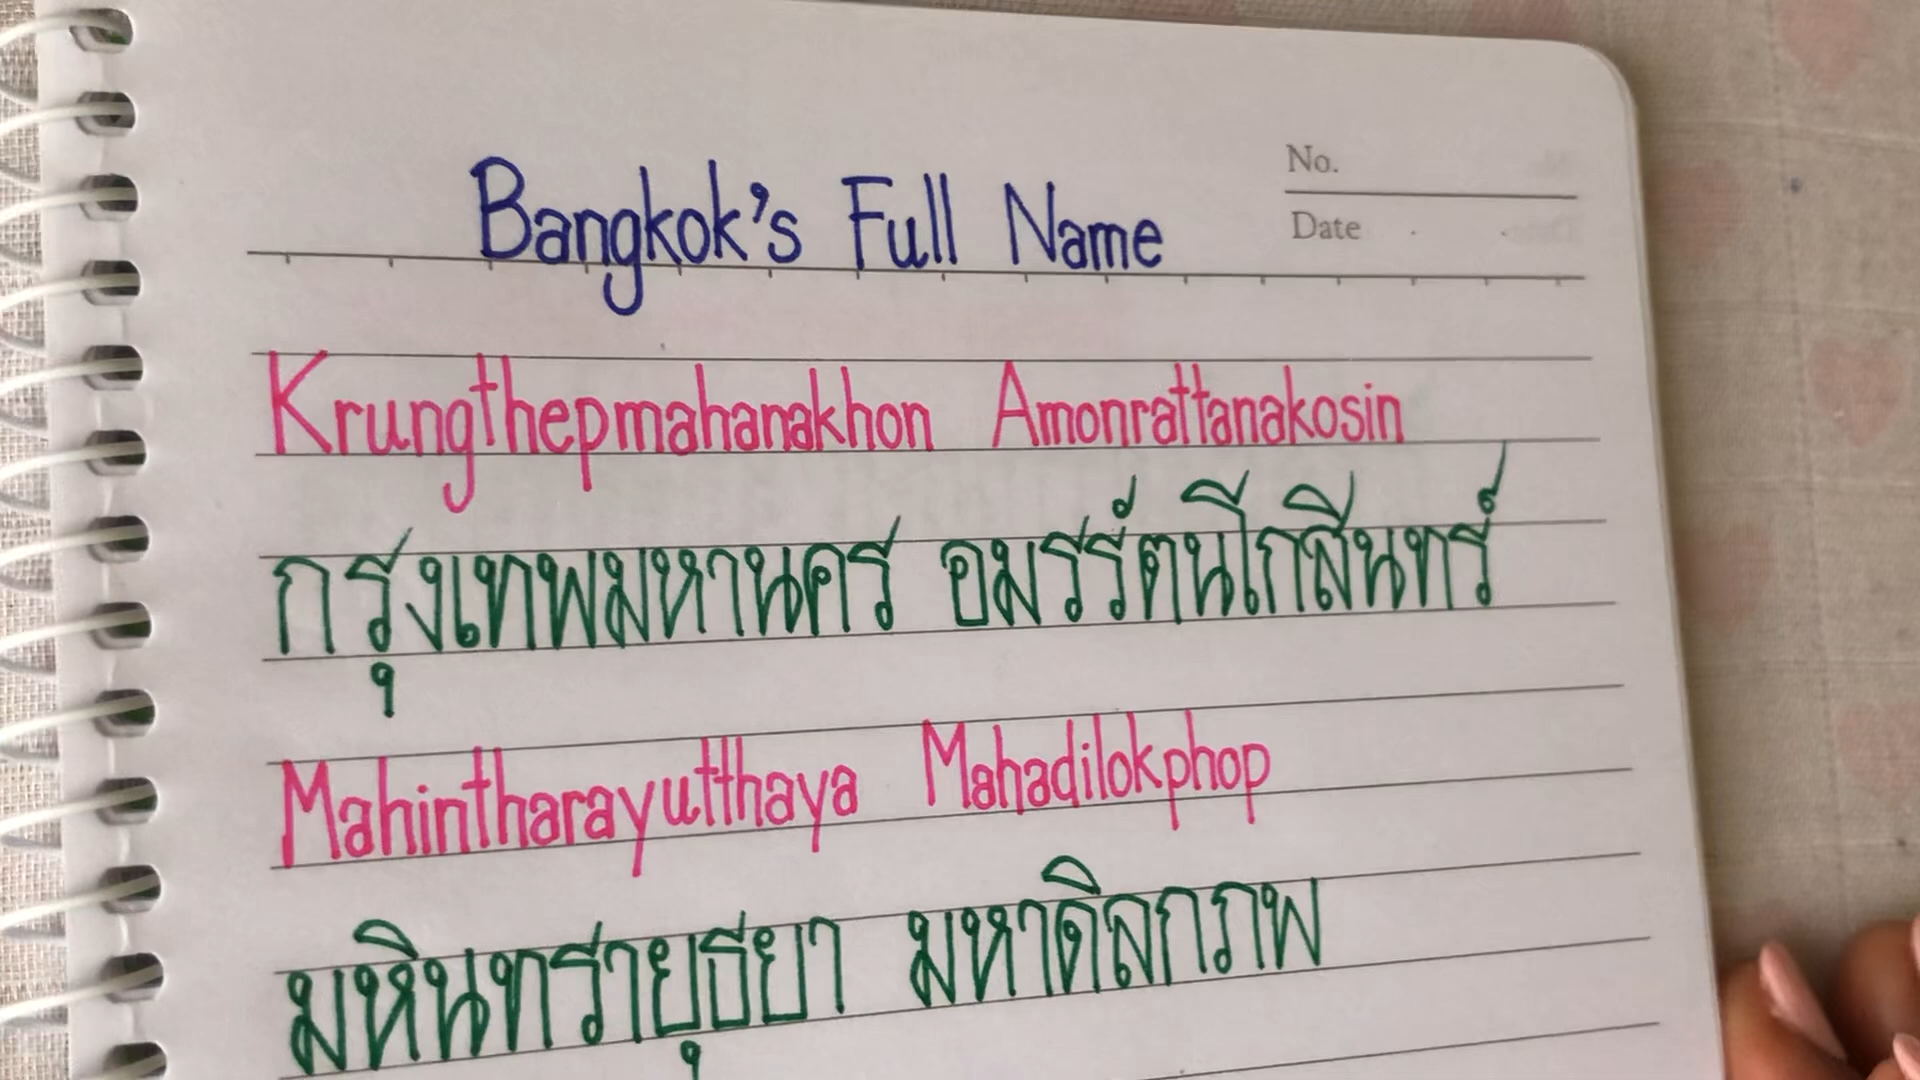 No.
Bangkok's Full Name
Date
Krungthepmahanakhon Amonrattanakosin
กรุงเทพมหานคร อมรรัตนโกสินทร์
Mahintharayutthaya Mahadilokphop
มหินทรายุธยา มหาดิลกภพ